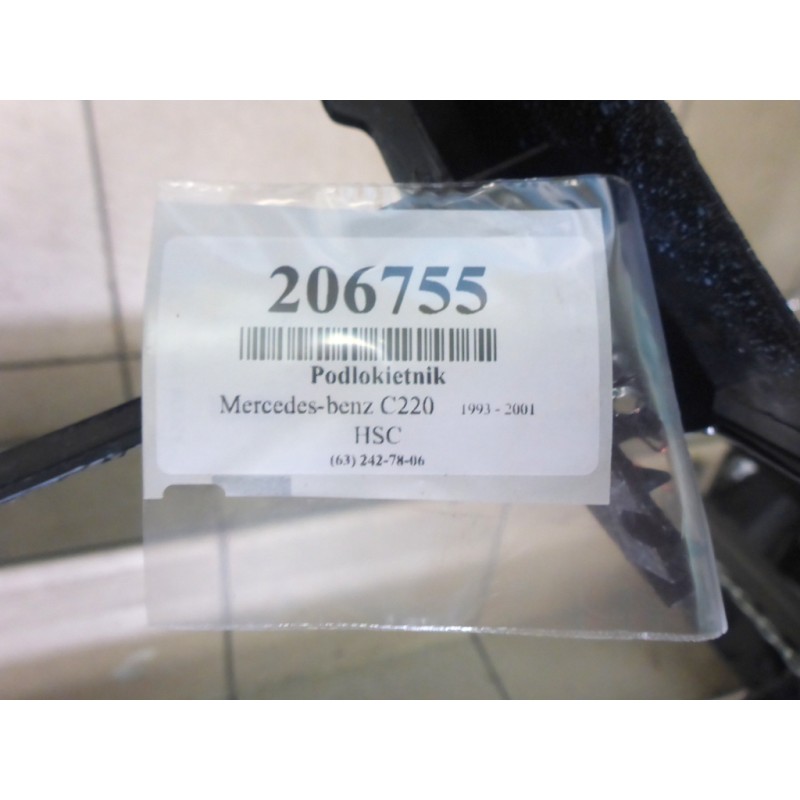 206755
Podlokietnik
Mercedes-benz C220 1993 - 2001
HSC
(63) 242-78-06